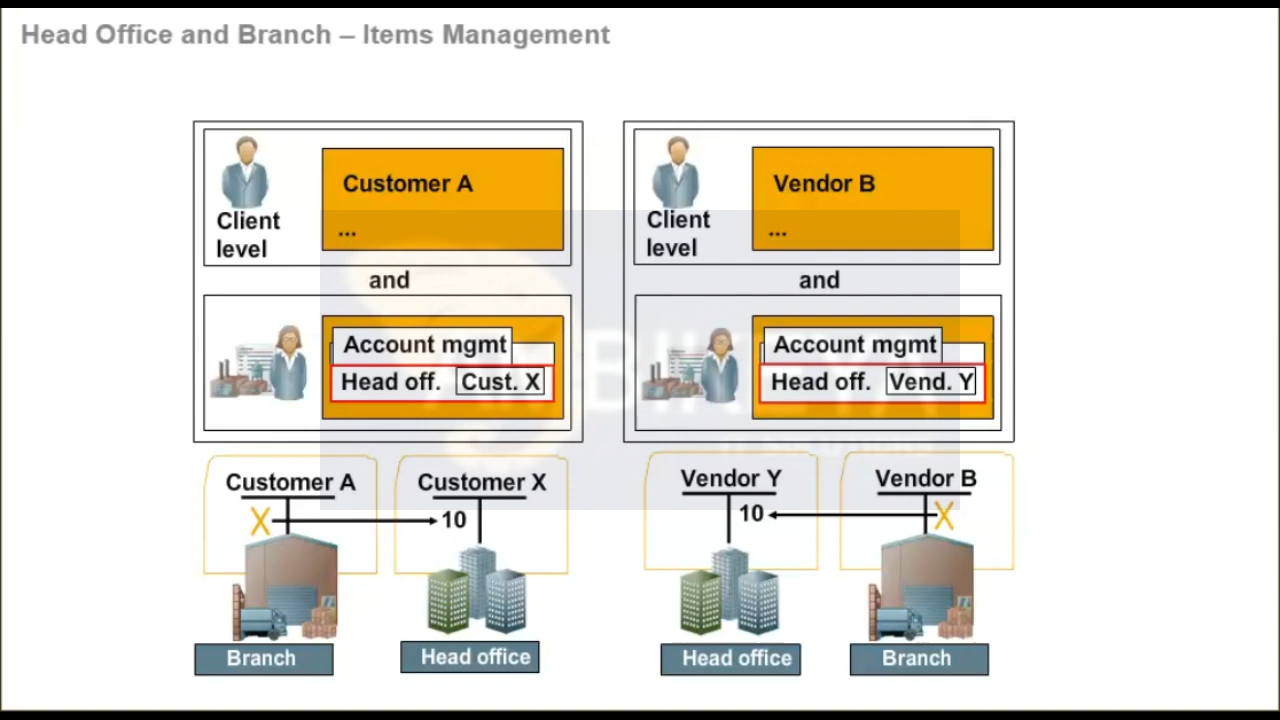 Head Office and Branch – Items Management
Customer A
...
Client
level
and
Account mgmt
Head off. Cust. X
Vendor B
...
Client
level
and
Account mgmt
Head off. Vend. Y
Customer A
X
Customer X
10
Vendor Y
10
Vendor B
X
Branch
Head office
Head office
Branch